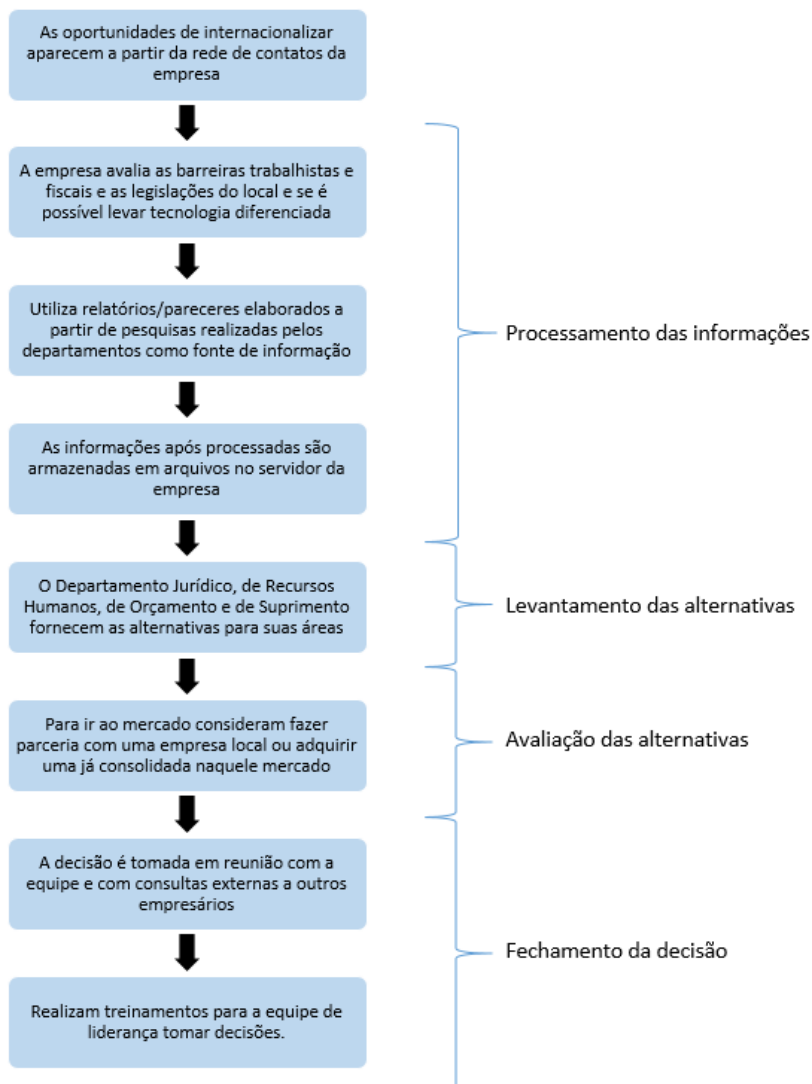 As oportunidades de internacionalizar
aparecem a partir da rede de contatos da
empresa
A empresa avalia as barreiras trabalhistas e
fiscais e as legislações do local e se é
possível levar tecnologia diferenciada
Utiliza relatórios/pareceres elaborados a
partir de pesquisas realizadas pelos
departamentos como fonte de informação
Processamento das informações
As informações após processadas são
armazenadas em arquivos no servidor da
empresa
O Departamento Jurídico, de Recursos
Humanos, de Orçamento e de Suprimento
fornecem as alternativas para suas áreas
Levantamento das alternativas
Para ir ao mercado consideram fazer
parceria com uma empresa local ou adquirir
uma já consolidada naquele mercado
Avaliação das alternativas
A decisão é tomada em reunião com a
equipe e com consultas externas a outros
empresários
Fechamento da decisão
Realizam treinamentos para a equipe de
liderança tomar decisões.